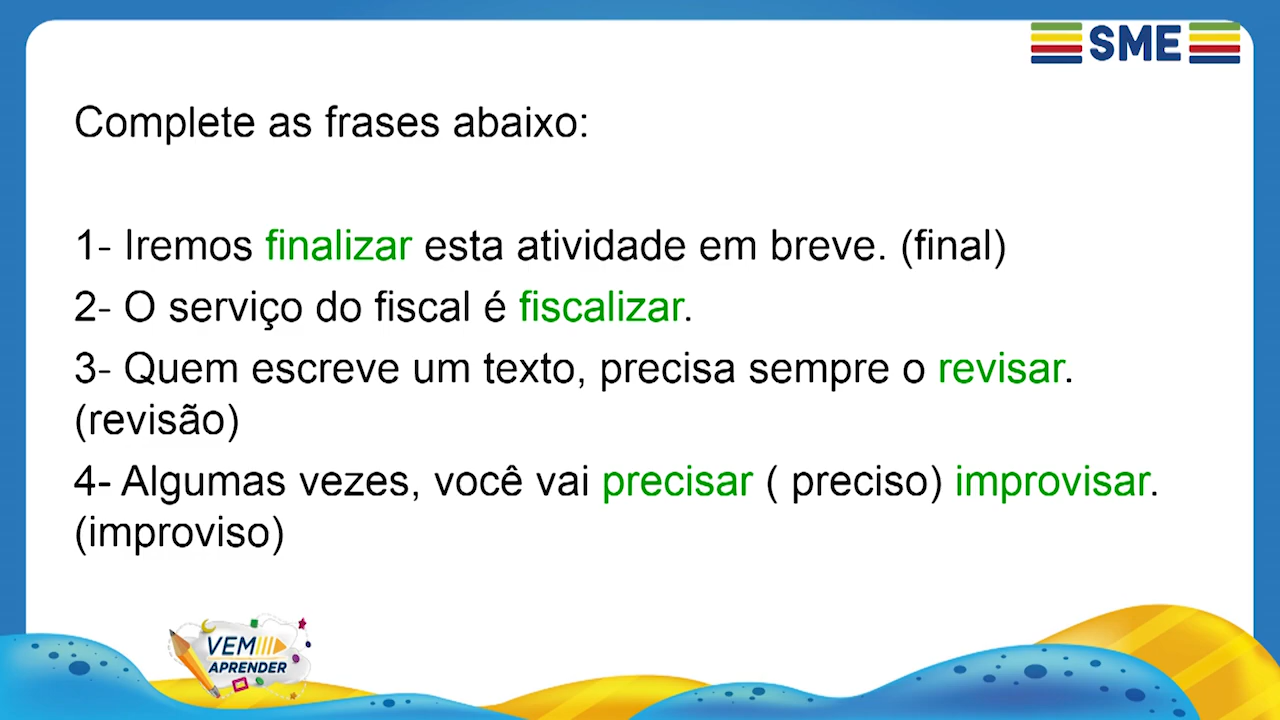 SME
Complete as frases abaixo:
1- Iremos finalizar esta atividade em breve. (final)
2- O serviço do fiscal é fiscalizar.
3- Quem escreve um texto, precisa sempre o revisar.
(revisão)
4- Algumas vezes, você vai precisar ( preciso) improvisar.
(improviso)
VEM
APRENDER